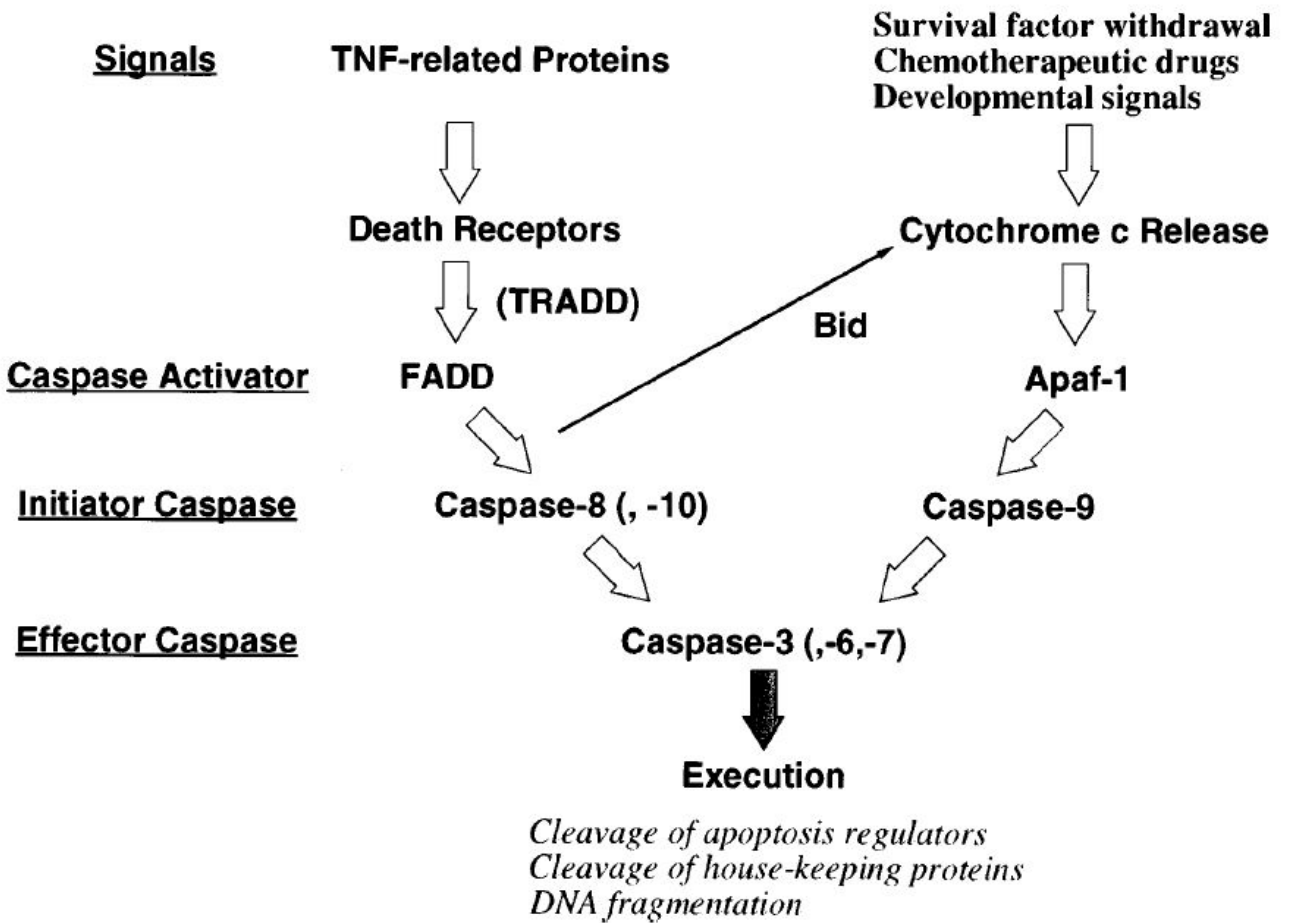 Signals
TNF-related Proteins
Survival factor withdrawal
Chemotherapeutic drugs
Developmental signals
Death Receptors
Cytochrome c Release
(TRADD)
Bid
Caspase Activator
FADD
Apaf-1
Initiator Caspase
Caspase-8 (, -10)
Caspase-9
Effector Caspase
Caspase-3 (,-6,-7)
Execution
Cleavage of apoptosis regulators
Cleavage of house-keeping proteins
DNA fragmentation